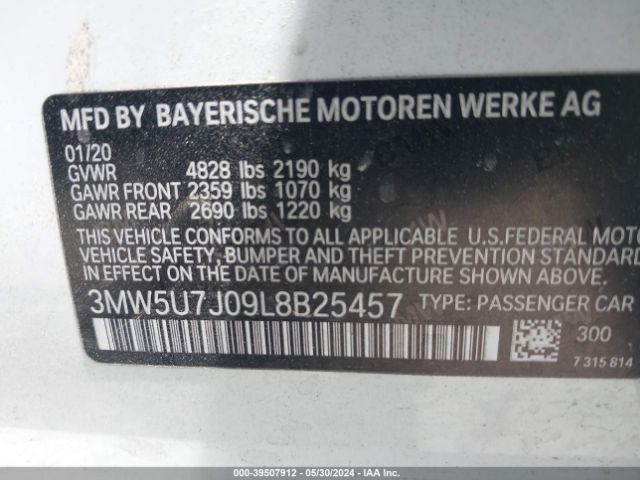 MFD BY BAYERISCHE MOTOREN WERKE AG
01/20
GVWR 4828 lbs 2190 kg
GAWR FRONT 2359 lbs 1070 kg
GAWR REAR 2690 lbs 1220 kg
THIS VEHICLE CONFORMS TO ALL APPLICABLE U.S.FEDERAL MOTO
VEHICLE SAFETY, BUMPER, AND THEFT PREVENTION STANDARDS
IN EFFECT ON THE DATE OF MANUFACTURE SHOWN ABOVE.
3MW5U7J09L8B25457 TYPE: PASSENGER CAR
300
7 315 814
000-39507912 - 05/30/2024 - IAA Inc.